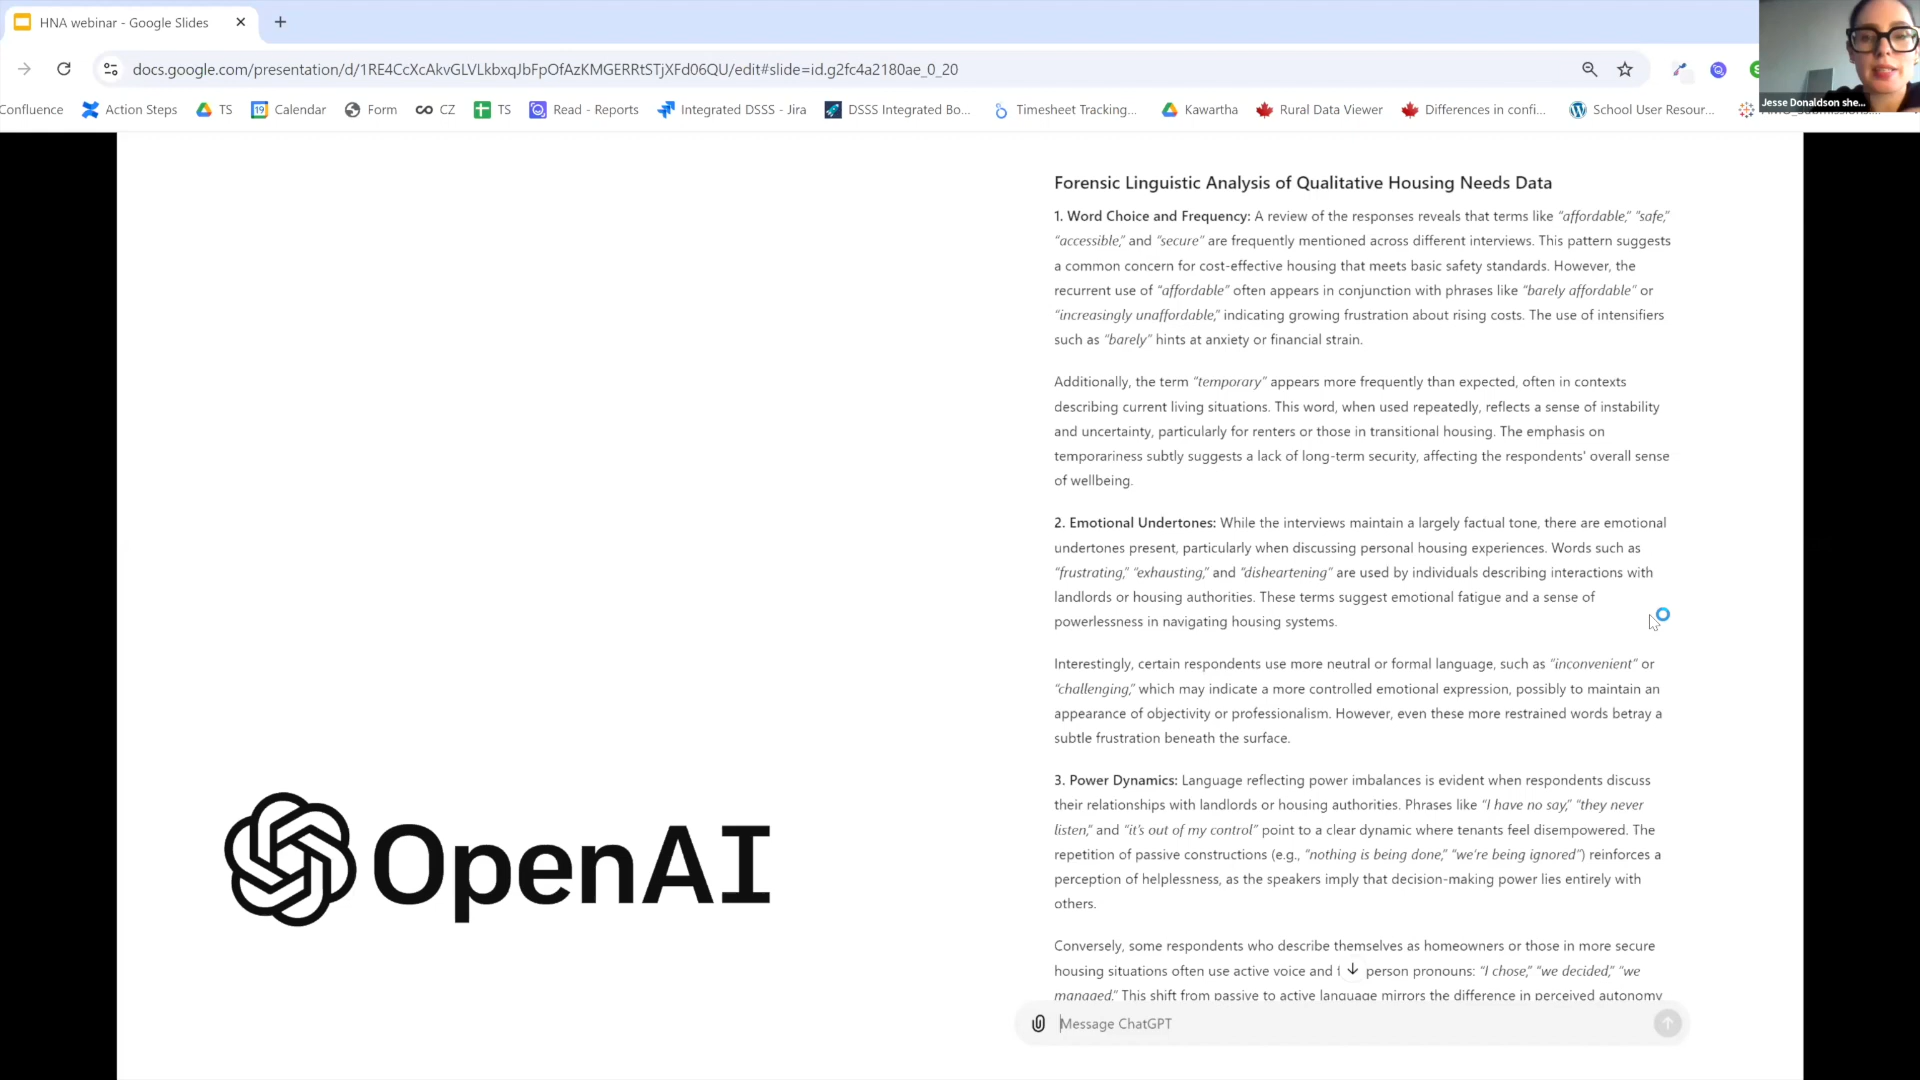 HNA webinar - Google Slides
docs.google.com/presentation/d/1RE4CcXcAkvGLVLkbxqJbFpOfAzKMGERRtSTjXFd06QU/edit#slide=id.g2fc4a2180ae_0_20
Confluence Action Steps TS Calendar Form CZ TS Read - Reports Integrated DSSS - Jira DSSS Integrated Bo... Timesheet Tracking... Kawartha Rural Data Viewer Differences in confi... School User Resour...
Jesse Donaldson she...
Forensic Linguistic Analysis of Qualitative Housing Needs Data
1. Word Choice and Frequency: A review of the responses reveals that terms like “affordable,” “safe,”
“accessible,” and “secure” are frequently mentioned across different interviews. This pattern suggests
a common concern for cost-effective housing that meets basic safety standards. However, the
recurrent use of “affordable” often appears in conjunction with phrases like “barely affordable” or
“increasingly unaffordable,” indicating growing frustration about rising costs. The use of intensifiers
such as “barely” hints at anxiety or financial strain.
Additionally, the term “temporary” appears more frequently than expected, often in contexts
describing current living situations. This word, when used repeatedly, reflects a sense of instability
and uncertainty, particularly for renters or those in transitional housing. The emphasis on
temporariness subtly suggests a lack of long-term security, affecting the respondents' overall sense
of wellbeing.
2. Emotional Undertones: While the interviews maintain a largely factual tone, there are emotional
undertones present, particularly when discussing personal housing experiences. Words such as
“frustrating,” “exhausting,” and “disheartening” are used by individuals describing interactions with
landlords or housing authorities. These terms suggest emotional fatigue and a sense of
powerlessness in navigating housing systems.
Interestingly, certain respondents use more neutral or formal language, such as “inconvenient” or
“challenging,” which may indicate a more controlled emotional expression, possibly to maintain an
appearance of objectivity or professionalism. However, even these more restrained words betray a
subtle frustration beneath the surface.
3. Power Dynamics: Language reflecting power imbalances is evident when respondents discuss
their relationships with landlords or housing authorities. Phrases like “I have no say,” “they never
listen,” and “it's out of my control” point to a clear dynamic where tenants feel disempowered. The
repetition of passive constructions (e.g., “nothing is being done,” “we're being ignored”) reinforces a
perception of helplessness, as the speakers imply that decision-making power lies entirely with
others.
Conversely, some respondents who describe themselves as homeowners or those in more secure
housing situations often use active voice and person pronouns: “I chose,” “we decided,” “we
managed.” This shift from passive to active language mirrors the difference in perceived autonomy
Message ChatGPT
OpenAI